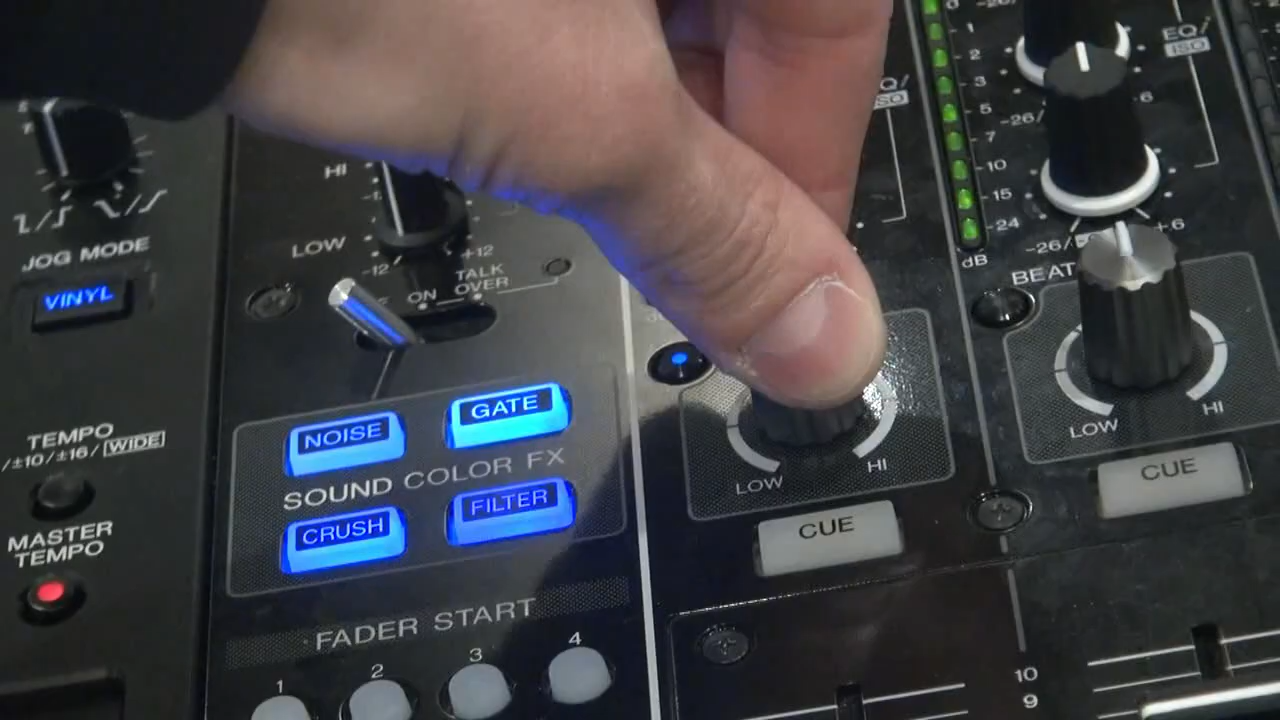 JOG MODE
VINYL
TEMPO
/±10/±16/WIDE
MASTER
TEMPO
HI
LOW
-12
+12
ON
TALK
OVER
NOISE
GATE
SOUND COLOR FX
CRUSH
FILTER
FADER START
1
2
3
4
LOW
HI
CUE
1
2
3
5
7
10
15
24
dB
EQ/
ISO
6
-26/
-26/
+6
BEAT
LOW
HI
CUE
10
9